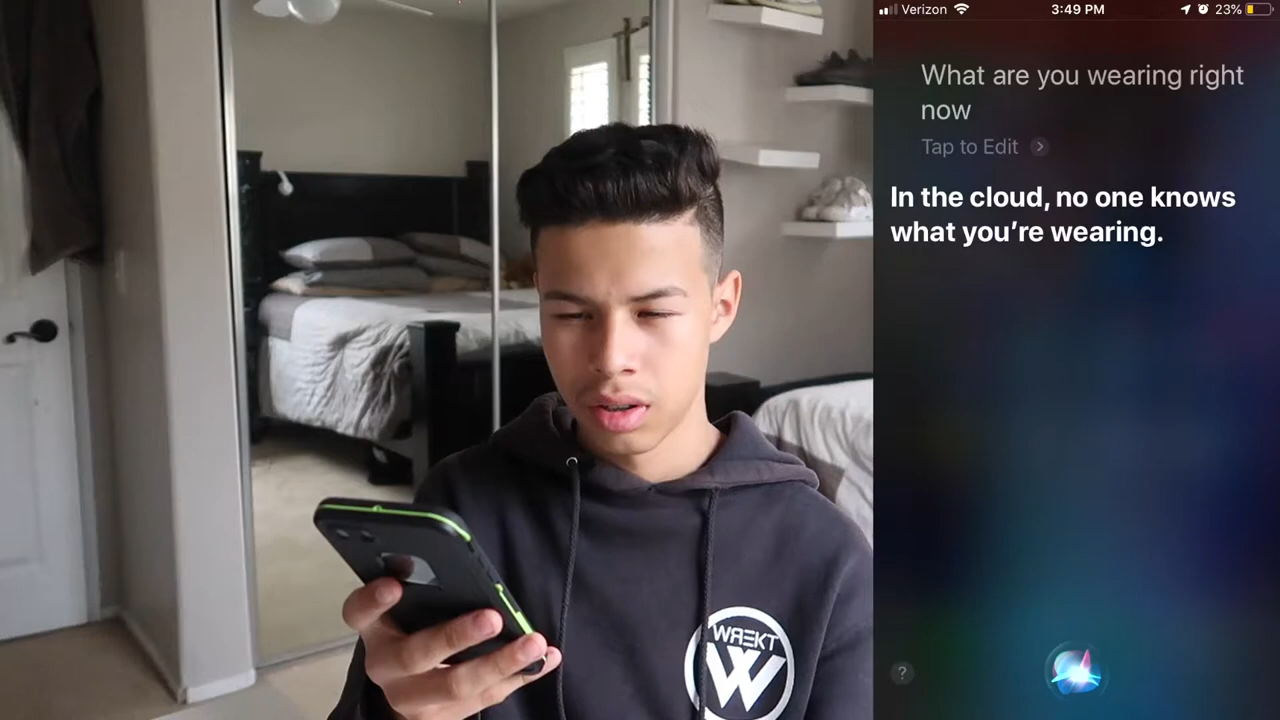 Verizon 3:49 PM 23%
What are you wearing right
now
Tap to Edit
In the cloud, no one knows
what you're wearing.
WREKT
W
?